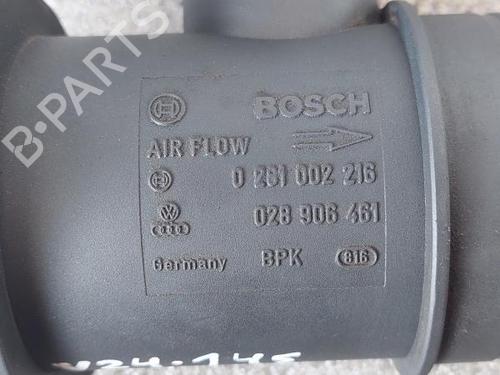 BOSCH
AIR FLOW
0 281 002 216
028 906 461
Germany BPK 816
B-PARTS